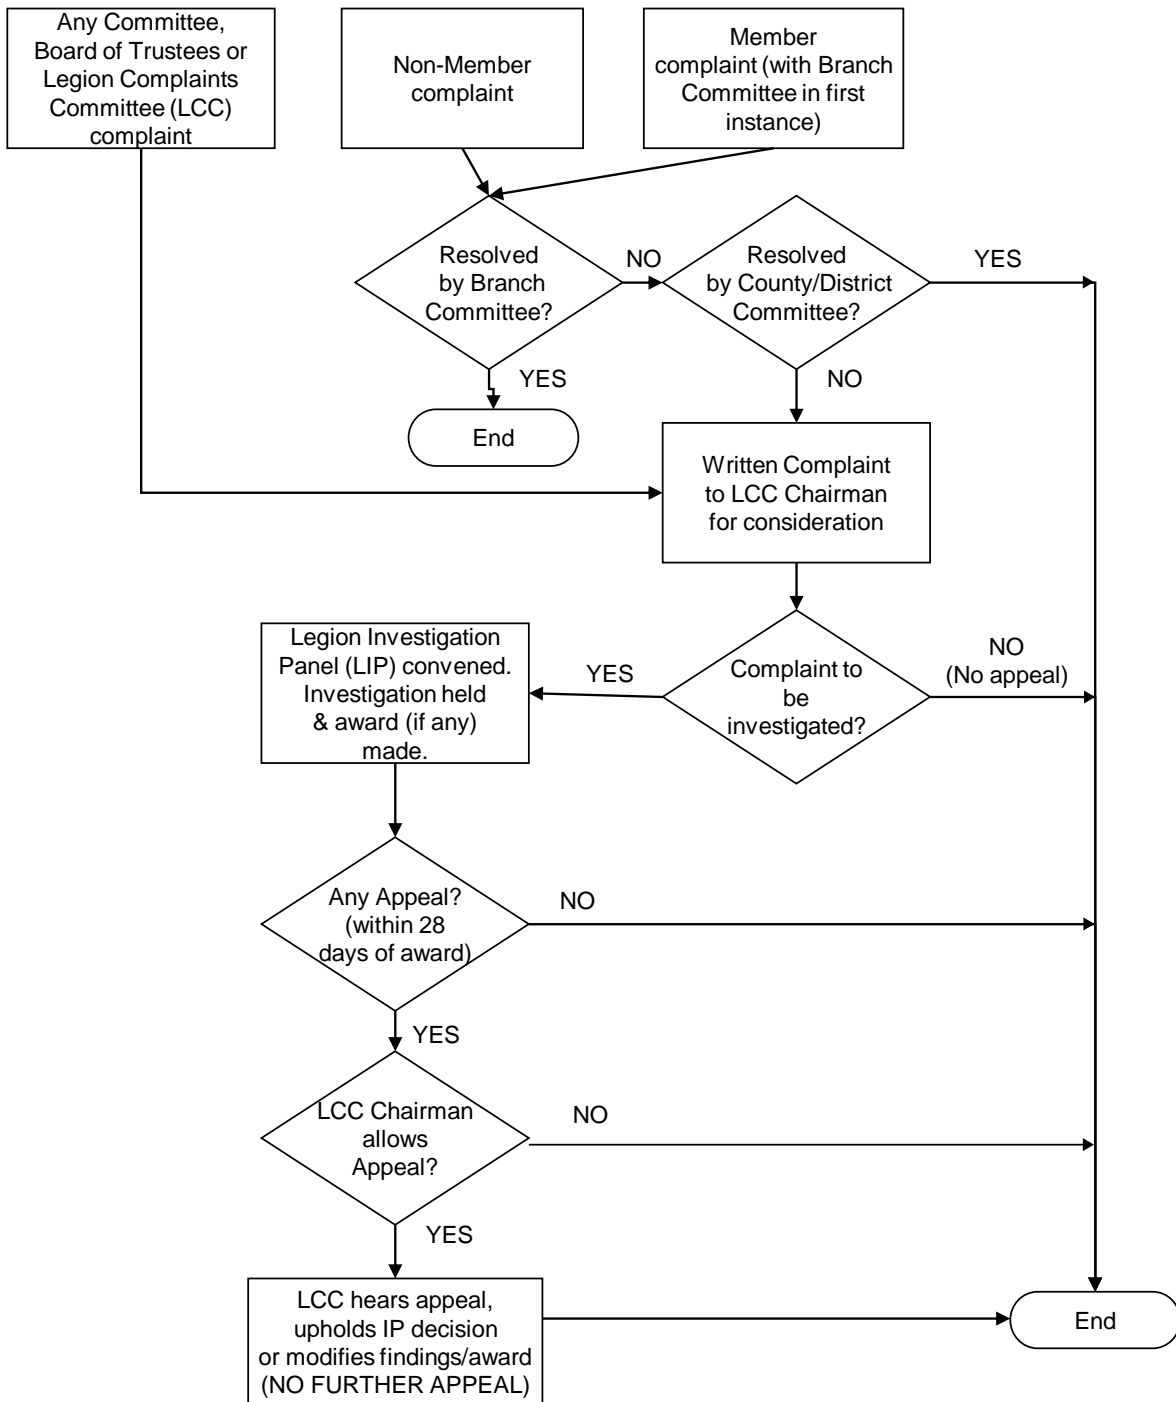 Any Committee,
Board of Trustees or
Legion Complaints
Committee (LCC)
complaint
Non-Member
complaint
Member
complaint (with Branch
Committee in first
instance)
Resolved
by Branch
Committee?
NO
Resolved
by County/District
Committee?
YES
YES
End
NO
Written Complaint
to LCC Chairman
for consideration
Legion Investigation
Panel (LIP) convened.
Investigation held
& award (if any)
made.
YES
Complaint to
be
investigated?
NO
(No appeal)
Any Appeal?
(within 28
days of award)
NO
YES
LCC Chairman
allows
Appeal?
NO
YES
LCC hears appeal,
upholds IP decision
or modifies findings/award
(NO FURTHER APPEAL)
End